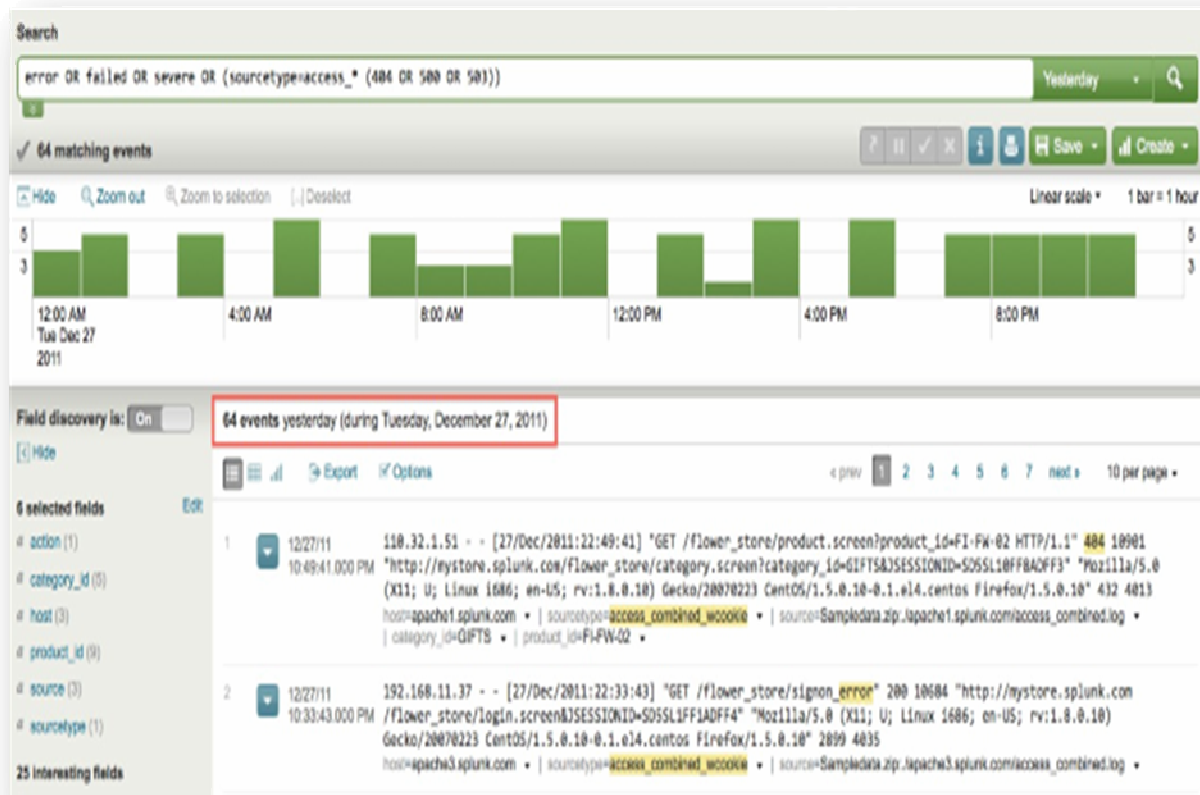 Search
error OR failed OR severe OR (sourcetype=access_* (404 OR 500 OR 503))
Yesterday
64 matching events
Save
Create
Hide
Zoom out
Zoom to selection
[..] Deselect
Linear scale
1 bar = 1 hour
5
5
3
3
12:00 AM
4:00 AM
8:00 AM
12:00 PM
4:00 PM
8:00 PM
Tue Dec 27
2011
Field discovery is: On
64 events yesterday (during Tuesday, December 27, 2011)
Hide
Export
Options
« prev 1 2 3 4 5 6 7 next »
10 per page
6 selected fields
Edit
a action (1)
a category_id (5)
a host (3)
a product_id (9)
a source (3)
a sourcetype (1)
25 interesting fields
1
12/27/11
10:49:41.000 PM
110.32.1.51 - - [27/Dec/2011:22:49:41] "GET /flower_store/product.screen?product_id=FI-FW-02 HTTP/1.1" 404 10901
"http://mystore.splunk.com/flower_store/category.screen?category_id=GIFTS&JSESSIONID=SD5SL10FF8ADFF3" "Mozilla/5.0
(X11; U; Linux i686; en-US; rv:1.8.0.10) Gecko/20070223 CentOS/1.5.0.10-0.1.el4.centos Firefox/1.5.0.10" 432 4013
host=apache1.splunk.com | sourcetype=access_combined_wcookie | source=Sampledata.zip:./apache1.splunk.com/access_combined.log
| category_id=GIFTS | product_id=FI-FW-02
2
12/27/11
10:33:43.000 PM
192.168.11.37 - - [27/Dec/2011:22:33:43] "GET /flower_store/signon_error" 200 10684 "http://mystore.splunk.com
/flower_store/login.screen&JSESSIONID=SD5SL1FF1ADFF4" "Mozilla/5.0 (X11; U; Linux i686; en-US; rv:1.8.0.10)
Gecko/20070223 CentOS/1.5.0.10-0.1.el4.centos Firefox/1.5.0.10" 2899 4035
host=apache3.splunk.com | sourcetype=access_combined_wcookie | source=Sampledata.zip:./apache3.splunk.com/access_combined.log